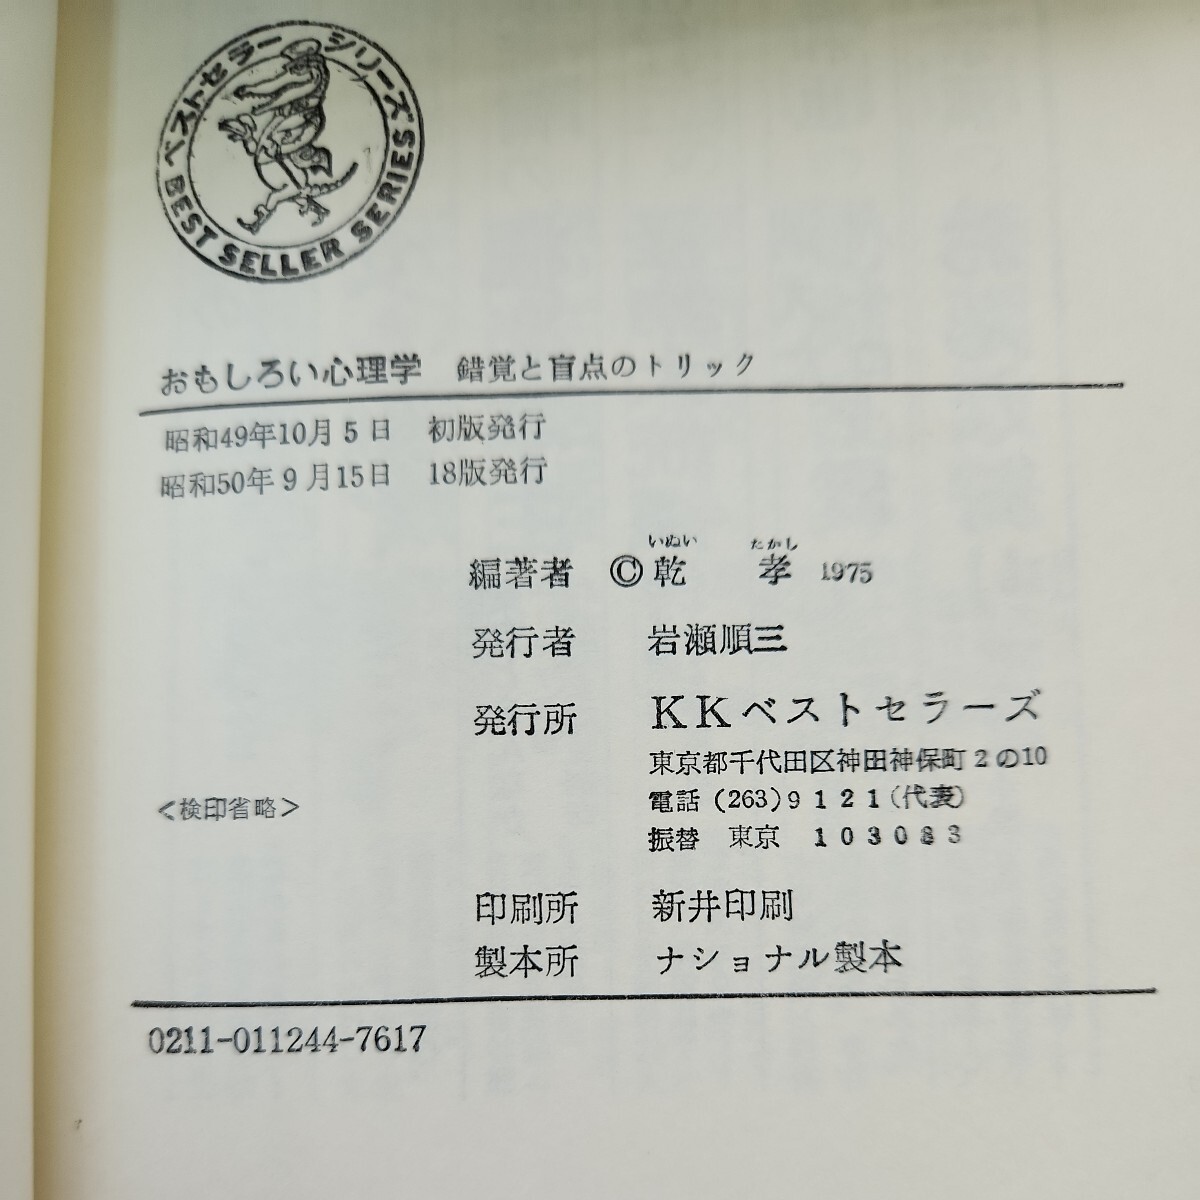 ベストセラーシリーズ
BEST SELLER SERIES
おもしろい心理学 錯覚と盲点のトリック
昭和49年10月5日 初版発行
昭和50年9月15日 18版発行
いぬい たかし
編著者 ©乾 孝 1975
発行者 岩瀬順三
発行所 KKベストセラーズ
東京都千代田区神田神保町2の10
電話 (263)9121(代表)
振替 東京 103083
<検印省略>
印刷所 新井印刷
製本所 ナショナル製本
0211-011244-7617